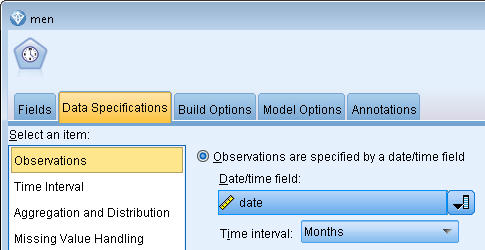 men
Fields Data Specifications Build Options Model Options Annotations
Select an item:
Observations
Time Interval
Aggregation and Distribution
Missing Value Handling
Observations are specified by a date/time field
Date/time field:
date
Time interval: Months